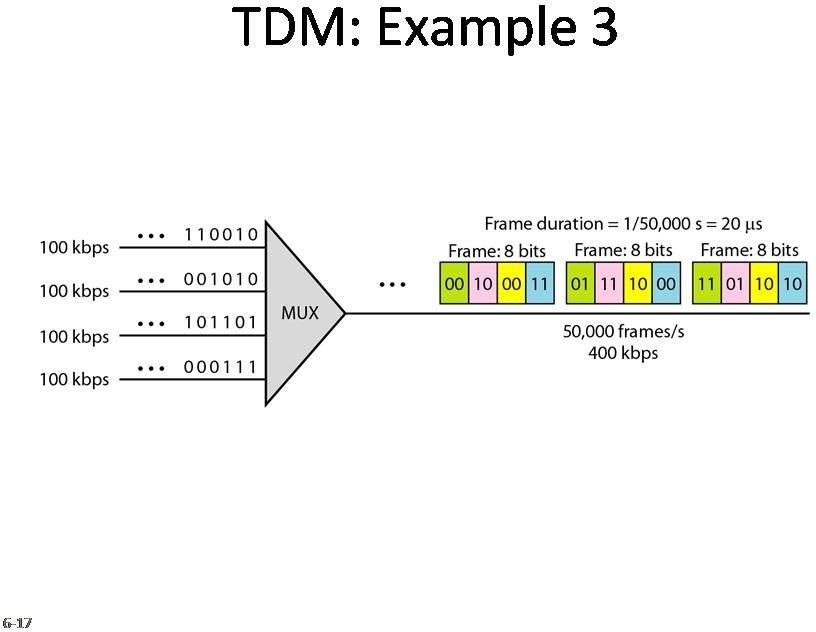 TDM: Example 3
Frame duration = 1/50,000 s = 20 μs
Frame: 8 bits Frame: 8 bits Frame: 8 bits
100 kbps ••• 110010
100 kbps ••• 001010
100 kbps ••• 101101
100 kbps ••• 000111
MUX
••• 00 10 00 11 01 11 10 00 11 01 10 10
50,000 frames/s
400 kbps
6-17